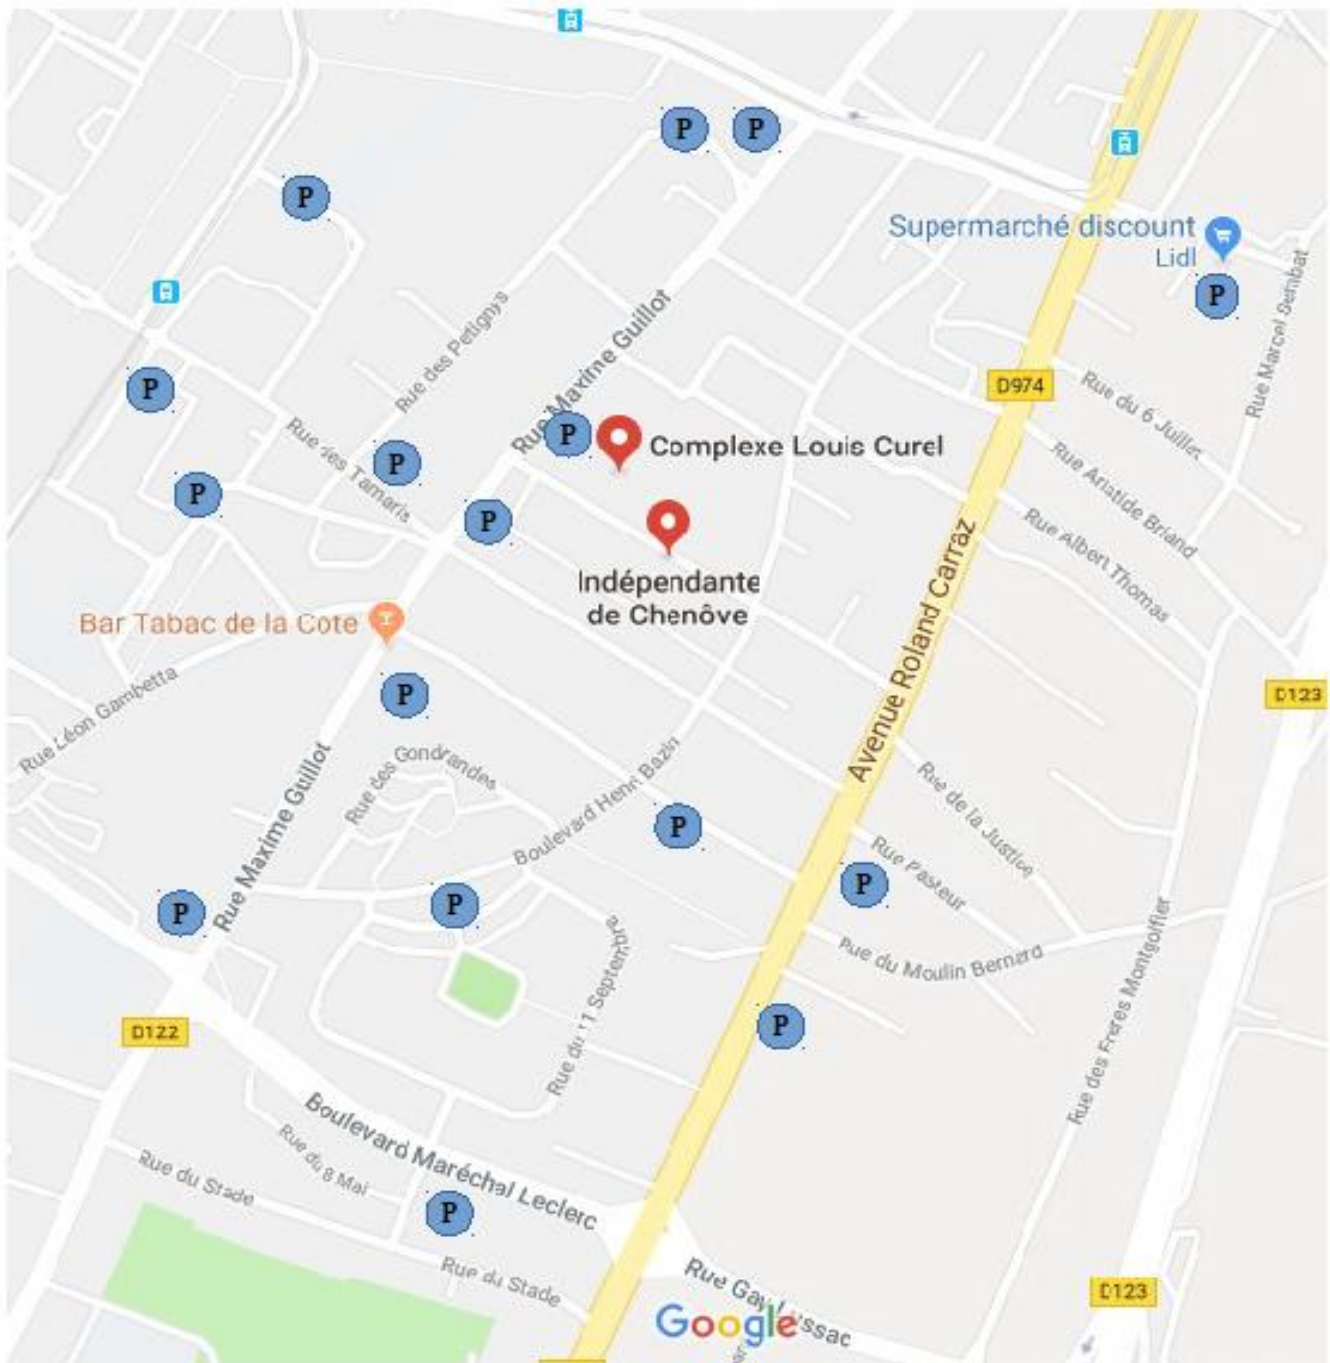 P
P
P
Supermarché discount
Lidl
P
Rue Marcel Sembat
Rue des Petignys
Rue Maxime Guillot
D974
Rue du 6 Juillet
P
P
Complexe Louis Curel
Rue des Tamaris
P
Rue Aristide Briand
P
P
Rue Albert Thomas
Indépendante
de Chenôve
Bar Tabac de la Cote
Avenue Roland Carraz
Rue Léon Gambetta
P
D123
Rue des Gondrandes
Boulevard Henri Bazin
Rue de la Justice
Rue Maxime Guillot
P
Rue Pasteur
P
P
P
Rue du Moulin Bernard
Rue du 11 Septembre
Rue des Freres Montgolfier
D122
P
Boulevard Maréchal Leclerc
Rue du 8 Mai
Rue du Stade
P
Rue du Stade
Rue Gay Lussac
D123
Google